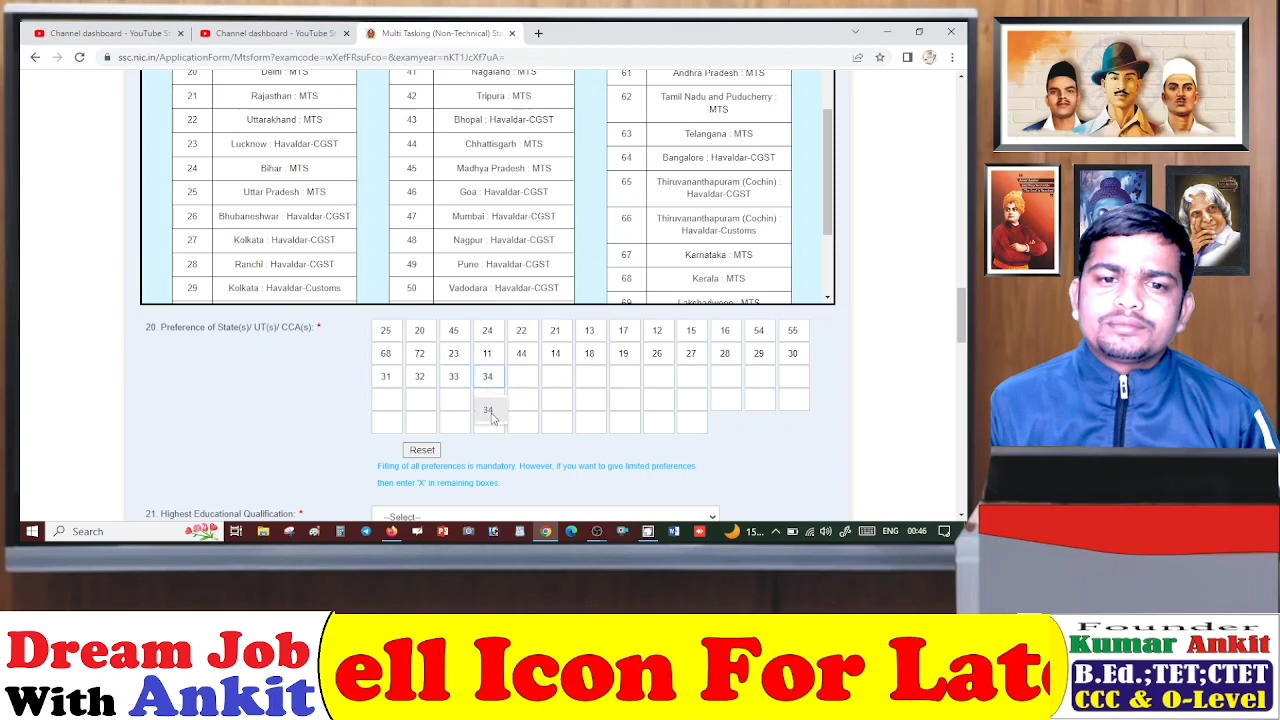 Channel dashboard - YouTube St
Channel dashboard - YouTube St
Multi Tasking (Non-Technical) Sta
ssc.nic.in/ApplicationForm/MtsFrm?examcode=wXefFRsuFco=&examyear=nKT1JcXf7uA=
20 Delhi : MTS
41 Nagaland : MTS
61 Andhra Pradesh : MTS
21 Rajasthan : MTS
42 Tripura : MTS
62 Tamil Nadu and Puducherry : MTS
22 Uttarakhand : MTS
43 Bhopal : Havaldar-CGST
63 Telangana : MTS
23 Lucknow : Havaldar-CGST
44 Chhattisgarh : MTS
64 Bangalore : Havaldar-CGST
24 Bihar : MTS
45 Madhya Pradesh : MTS
65 Thiruvananthapuram (Cochin) : Havaldar-CGST
25 Uttar Pradesh : MTS
46 Goa : Havaldar-CGST
66 Thiruvananthapuram (Cochin) : Havaldar-Customs
26 Bhubaneshwar : Havaldar-CGST
47 Mumbai : Havaldar-CGST
27 Kolkata : Havaldar-CGST
48 Nagpur : Havaldar-CGST
67 Karnataka : MTS
28 Ranchi : Havaldar-CGST
49 Pune : Havaldar-CGST
68 Kerala : MTS
29 Kolkata : Havaldar-Customs
50 Vadodara : Havaldar-CGST
69 Lakshadweep : MTS
20. Preference of State(s)/ UT(s)/ CCA(s): *
25 20 45 24 22 21 13 17 12 15 16 54 55
68 72 23 11 44 14 18 19 26 27 28 29 30
31 32 33 34
34
Reset
Filling of all preferences is mandatory. However, if you want to give limited preferences
then enter 'X' in remaining boxes.
21. Highest Educational Qualification: *
--Select--
Search
15...
ENG
00:46
Dream Job
With Ankit
ell Icon For Late
Founder
Kumar Ankit
B.Ed.,;TET;CTET
CCC & O-Level